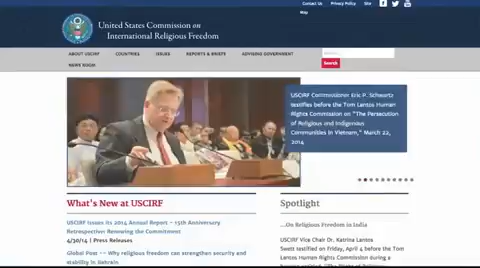 Contact Us Privacy Policy Site
Map
United States Commission on
International Religious Freedom
ABOUT USCIRF COUNTRIES ISSUES REPORTS & BRIEFS ADVISING GOVERNMENT
NEWS ROOM
Search
USCIRF Commissioner Eric P. Schwartz
testifies before the Tom Lantos Human
Rights Commission on "The Persecution
of Religious and Indigenous
Communities in Vietnam," March 22,
2014
What's New at USCIRF
USCIRF Issues its 2014 Annual Report – 15th Anniversary
Retrospective: Renewing the Commitment
4/30/14 | Press Releases
Global Post –– Why religious freedom can strengthen security and
stability in Bahrain
Spotlight
...On Religious Freedom in India
USCIRF Vice Chair Dr. Katrina Lantos
Swett testified on Friday, April 4 before the Tom
Lantos Human Rights Commission during a